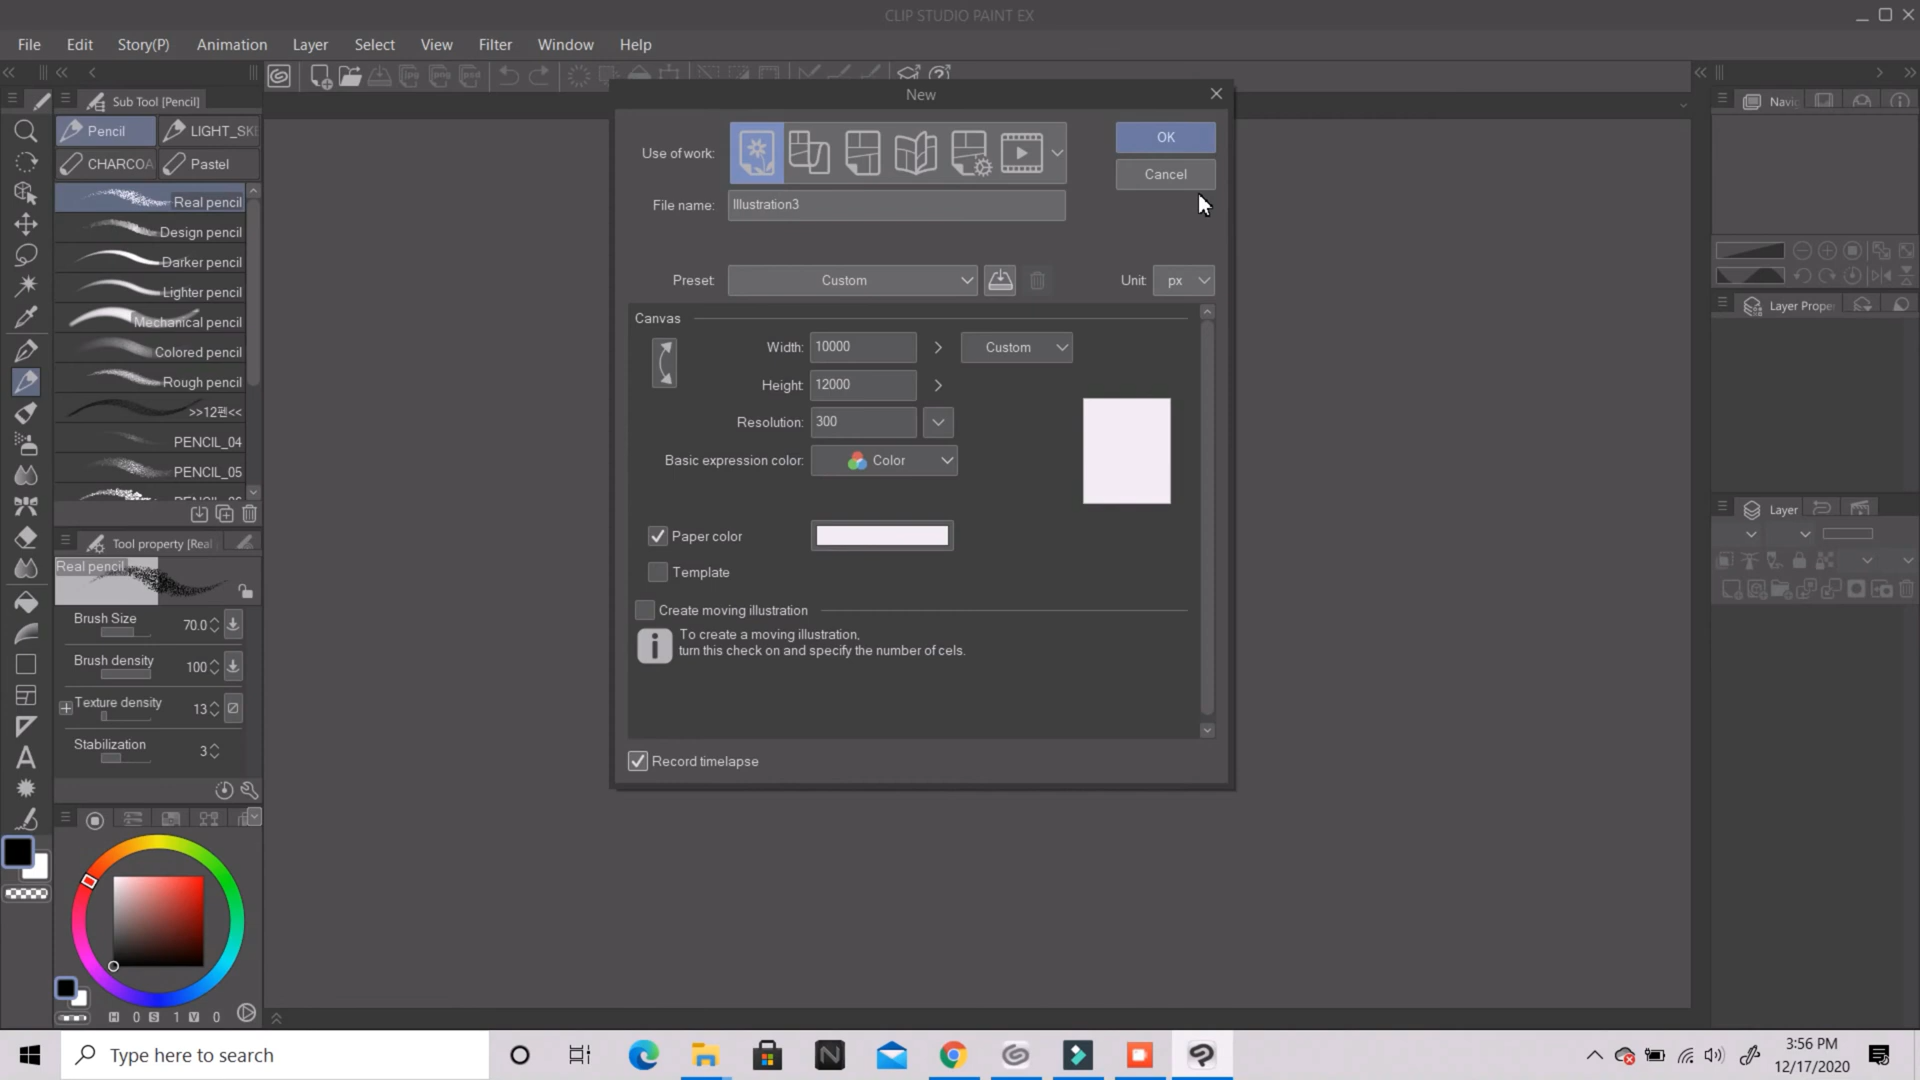 CLIP STUDIO PAINT EX
File Edit Story(P) Animation Layer Select View Filter Window Help
Sub Tool [Pencil]
Pencil
LIGHT_SKE
CHARCOA
Pastel
Real pencil
Design pencil
Darker pencil
Lighter pencil
Mechanical pencil
Colored pencil
Rough pencil
>>12펜<<
PENCIL_04
PENCIL_05
Tool property [Real
Real pencil
Brush Size 70.0
Brush density 100
Texture density 13
Stabilization 3
H 0 S 1 V 0
New
Use of work:
OK
Cancel
File name: Illustration3
Preset: Custom
Unit: px
Canvas
Width: 10000 > Custom
Height: 12000 >
Resolution: 300
Basic expression color: Color
Paper color
Template
Create moving illustration
To create a moving illustration,
turn this check on and specify the number of cels.
Record timelapse
Navi
Layer Prope
Layer
Type here to search
3:56 PM
12/17/2020